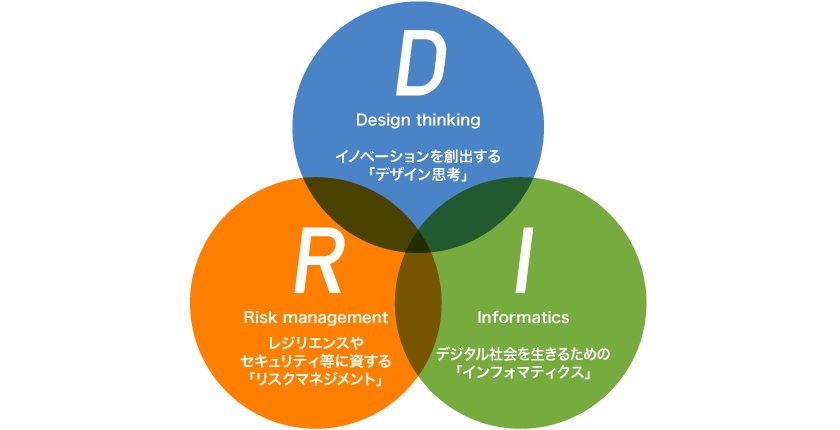 D
Design thinking
イノベーションを創出する
「デザイン思考」
R
Risk management
レジリエンスや
セキュリティ等に資する
「リスクマネジメント」
I
Informatics
デジタル社会を生きるための
「インフォマティクス」